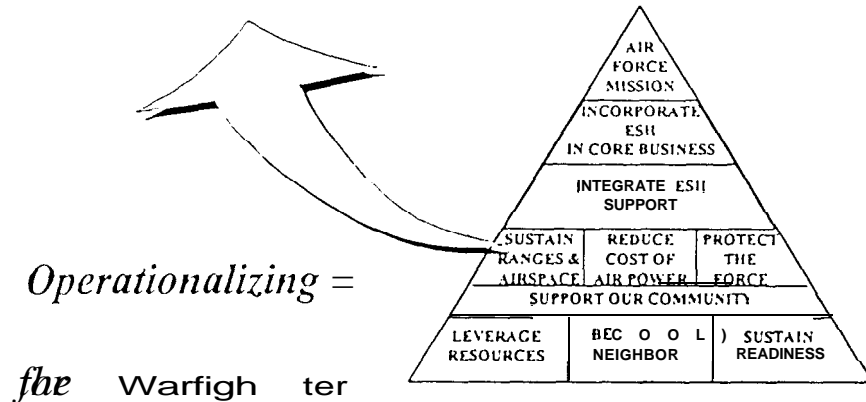 AIR
FORCE
MISSION
INCORPORATE
ESH
IN CORE BUSINESS
INTEGRATE ESH
SUPPORT
SUSTAIN
RANGES &
AIRSPACE
REDUCE
COST OF
AIR POWER
PROTECT
THE
FORCE
SUPPORT OUR COMMUNITY
LEVERAGE
RESOURCES
BEC O O L )
NEIGHBOR
SUSTAIN
READINESS
Operationalizing =
Warfigh ter